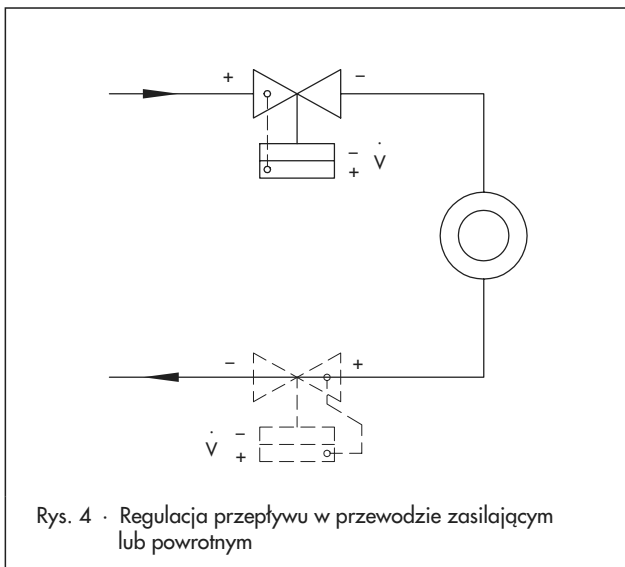 + −
− V̇
+
− +
V̇ −
+
Rys. 4 · Regulacja przepływu w przewodzie zasilającym
lub powrotnym